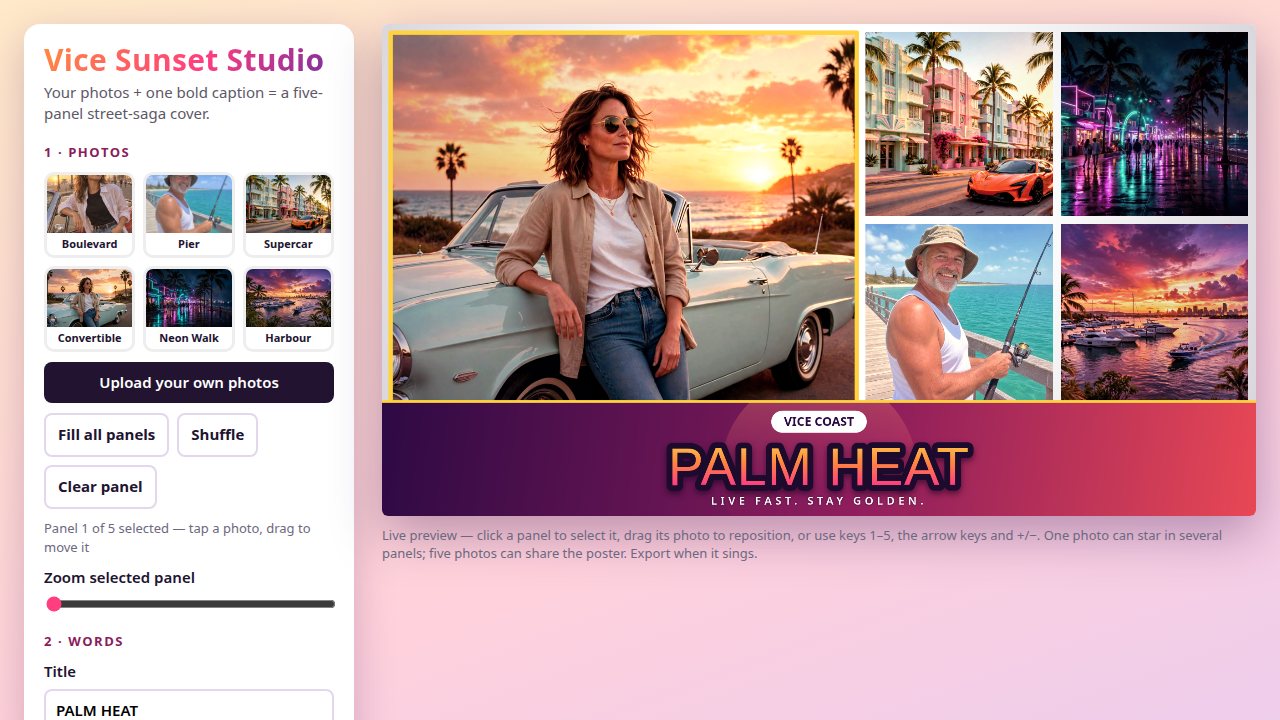 Vice Sunset Studio
Your photos + one bold caption = a five-
panel street-saga cover.
1 · PHOTOS
Boulevard
Pier
Supercar
Convertible
Neon Walk
Harbour
Upload your own photos
Fill all panels
Shuffle
Clear panel
Panel 1 of 5 selected — tap a photo, drag to
move it
Zoom selected panel
2 · WORDS
Title
PALM HEAT
VICE COAST
PALM HEAT
LIVE FAST. STAY GOLDEN.
Live preview — click a panel to select it, drag its photo to reposition, or use keys 1–5, the arrow keys and +/−. One photo can star in several
panels; five photos can share the poster. Export when it sings.